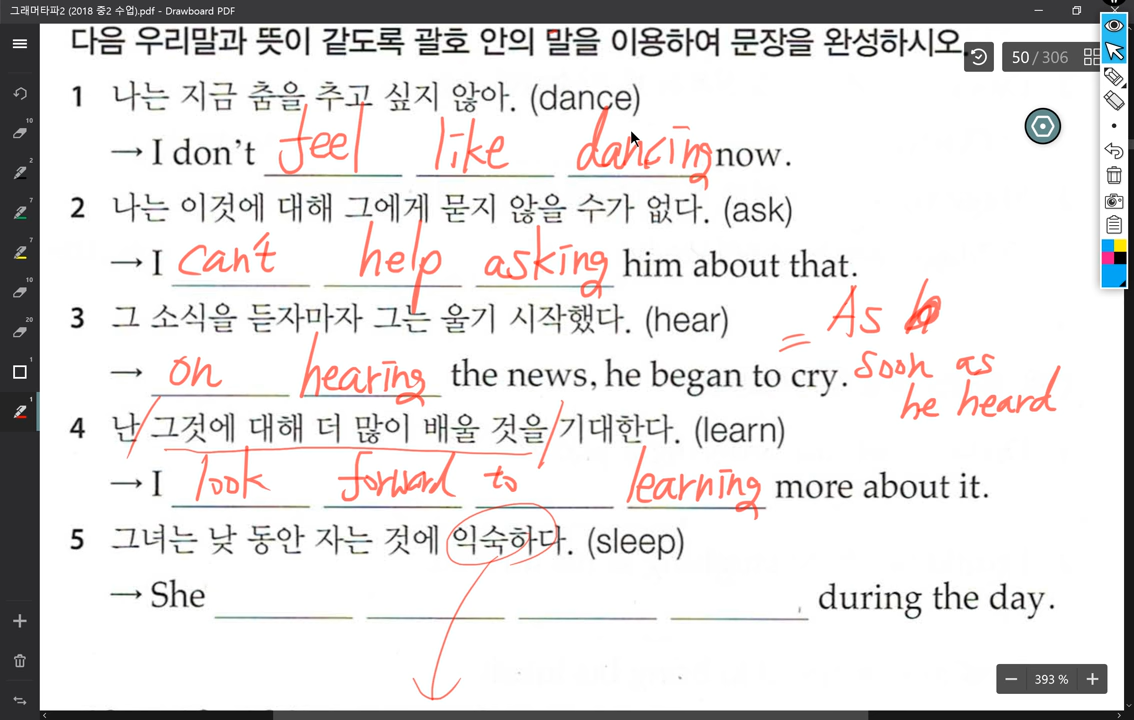 그래머타파2 (2018 중2 수업).pdf - Drawboard PDF
다음 우리말과 뜻이 같도록 괄호 안의 말을 이용하여 문장을 완성하시오.
50 / 306
1 나는 지금 춤을 추고 싶지 않아. (dance)
→ I don't feel like dancing now.
2 나는 이것에 대해 그에게 묻지 않을 수가 없다. (ask)
→ I can't help asking him about that.
3 그 소식을 듣자마자 그는 울기 시작했다. (hear)
= As
→ on hearing the news, he began to cry. soon as
he heard
4 난 그것에 대해 더 많이 배울 것을 기대한다. (learn)
→ I look forward to learning more about it.
5 그녀는 낮 동안 자는 것에 익숙하다. (sleep)
→ She , during the day.
393 %
10
2
7
7
10
20
1
1